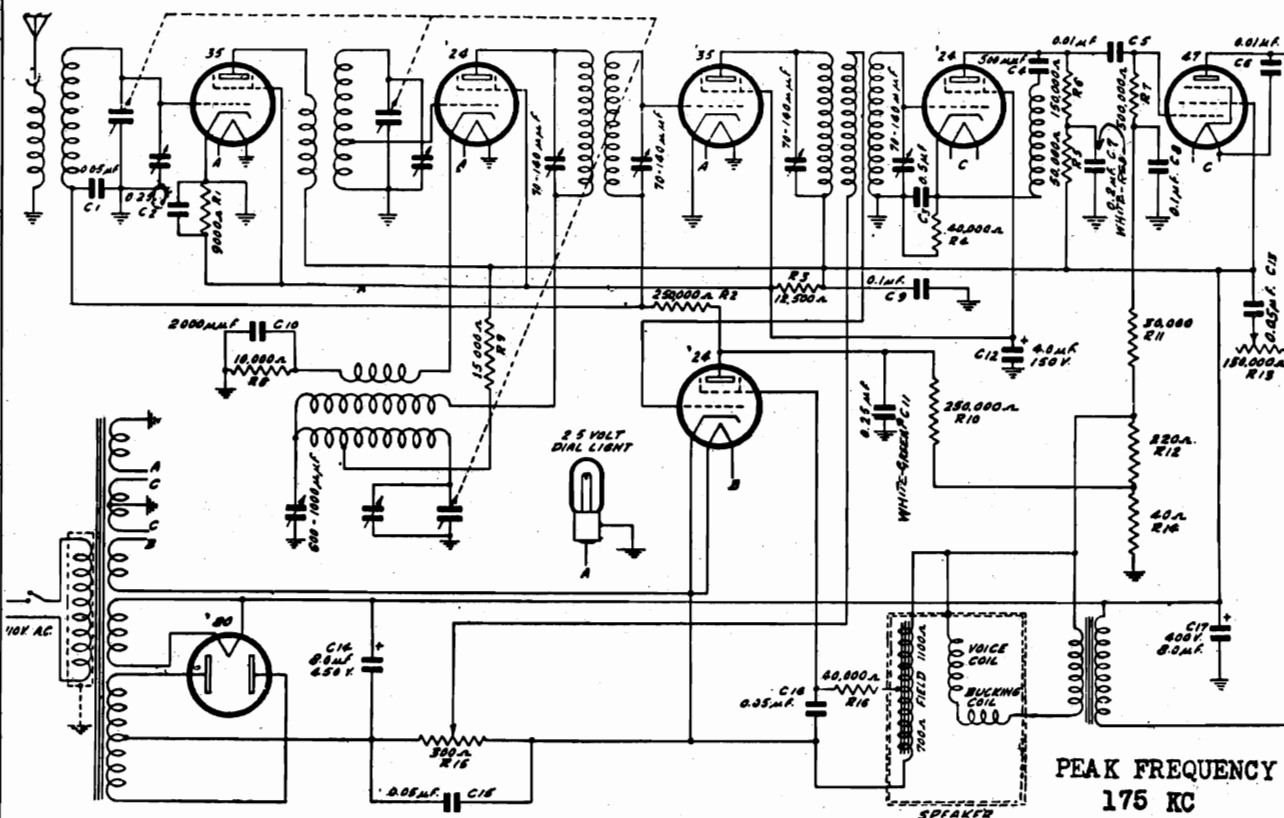 35
'24
'35
'24
47
0.01µF.
C5
0.01µF.
C6
500µµF
C4
150,000Ω
R6
500,000Ω
R7
50,000Ω
R5
0.2µF. C7
WHITE-RED
0.1µF. C8
0.05µF
C1
0.25
C2
9000Ω R1
A
A
A
C
C
70-140µµF
70-140µµF
70-140µµF
70-140µµF
C3
0.5µF
40,000Ω
R4
A
250,000Ω R2
R3
12,500Ω
0.1µF.
C9
2000µµF
C10
10,000Ω
R8
15,000Ω
R9
'24
C12
+
4.0µF
150V.
30,000
R11
0.05µF. C13
150,000Ω
R13
0.25µF
WHITE-GREEN C11
250,000Ω
R10
220Ω
R12
40Ω
R14
2.5 VOLT
DIAL LIGHT
A
B
600-1000µµF
A
C
C
B
110V. A.C.
'80
C14
8.0µF
450V.
+
300Ω
R15
0.05µF.
C15
C16
0.05µF.
40,000Ω
R16
700Ω FIELD 1100Ω
VOICE
COIL
BUCKING
COIL
SPEAKER
C17
400V.
8.0µF.
+
PEAK FREQUENCY
175 KC